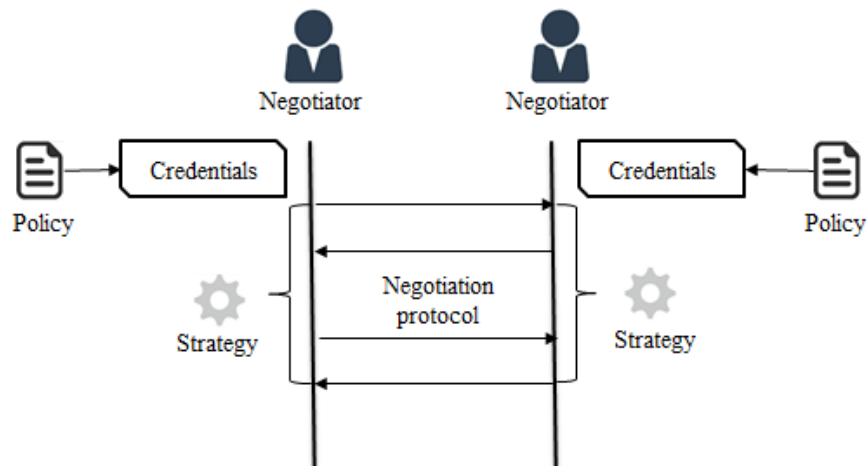 Negotiator
Negotiator
Credentials
Credentials
Policy
Policy
Negotiation
protocol
Strategy
Strategy